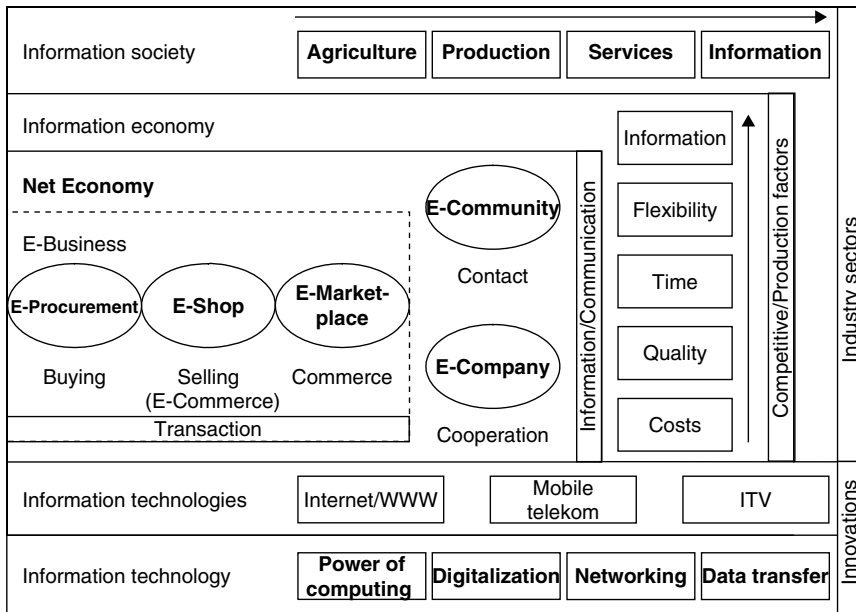 Information society
Agriculture
Production
Services
Information
Information economy
Net Economy
E-Business
E-Procurement
Buying
E-Shop
Selling
(E-Commerce)
E-Market-
place
Commerce
Transaction
E-Community
Contact
E-Company
Cooperation
Information/Communication
Information
Flexibility
Time
Quality
Costs
Competitive/Production factors
Industry sectors
Information technologies
Internet/WWW
Mobile
telekom
ITV
Information technology
Power of
computing
Digitalization
Networking
Data transfer
Innovations